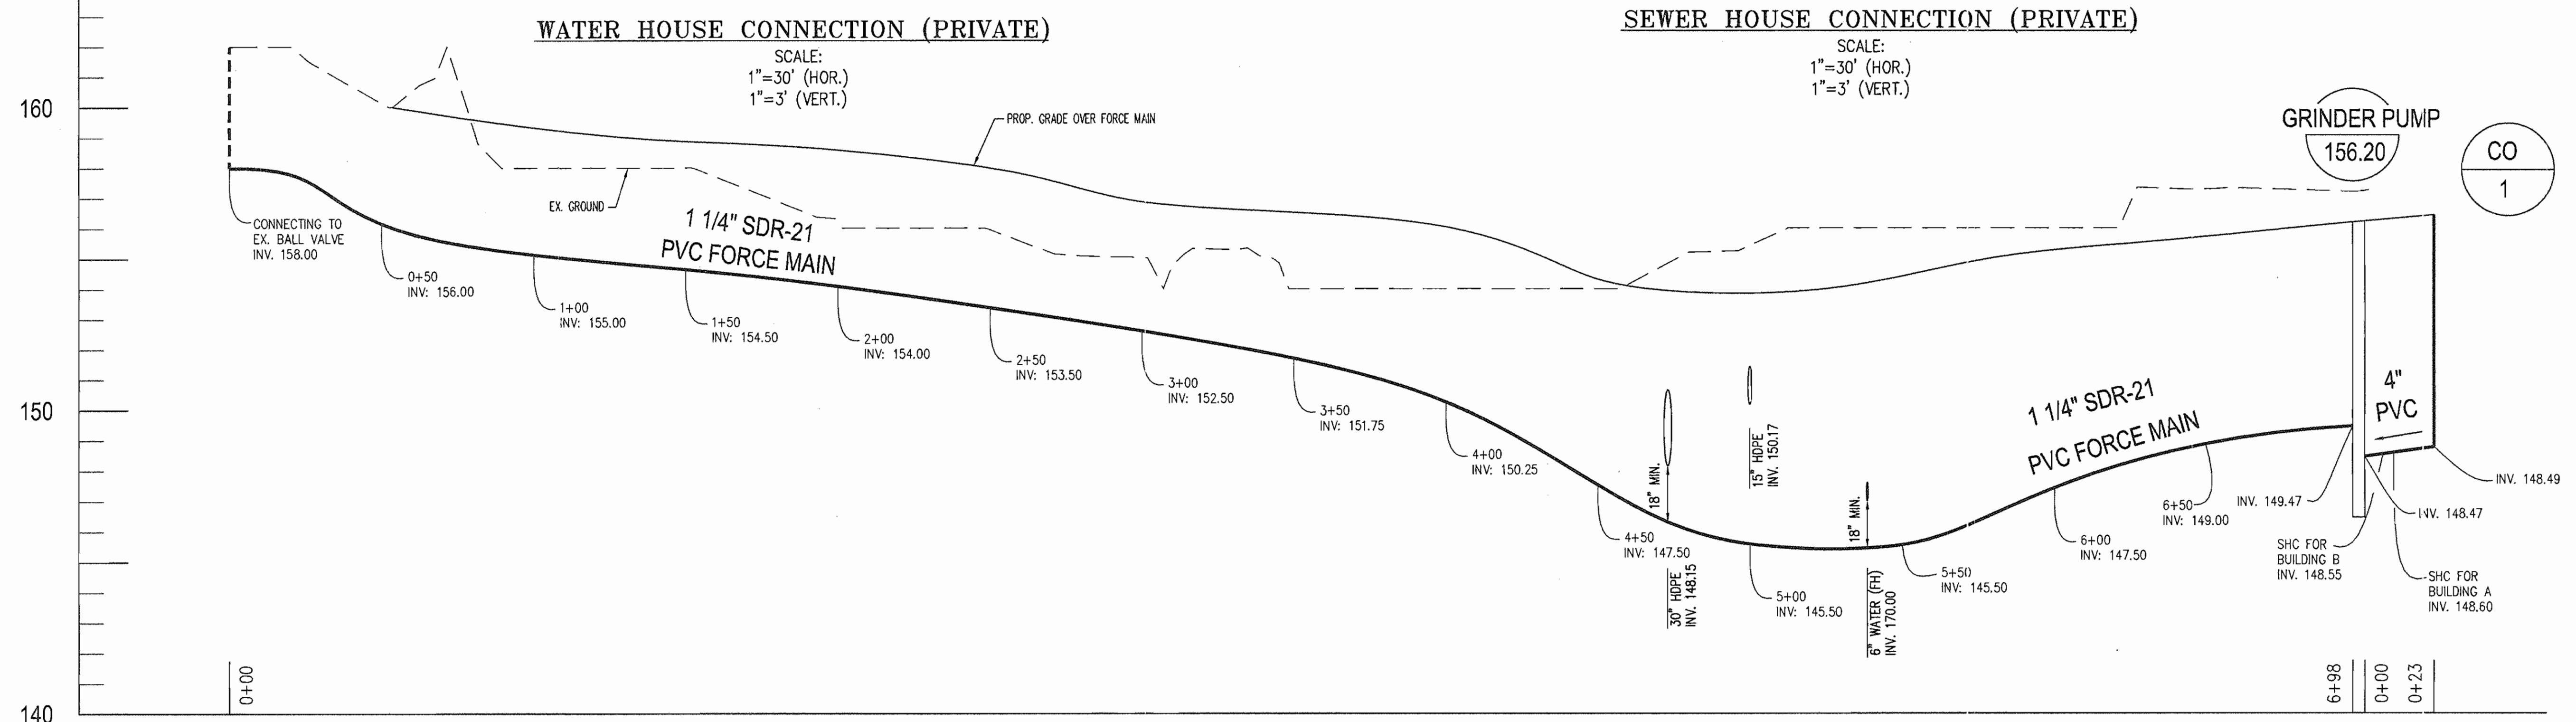 WATER HOUSE CONNECTION (PRIVATE)
SCALE:
1"=30' (HOR.)
1"=3' (VERT.)
SEWER HOUSE CONNECTION (PRIVATE)
SCALE:
1"=30' (HOR.)
1"=3' (VERT.)
160
150
140
PROP. GRADE OVER FORCE MAIN
GRINDER PUMP
156.20
CO
1
EX. GROUND
1 1/4" SDR-21
PVC FORCE MAIN
CONNECTING TO
EX. BALL VALVE
INV. 158.00
0+50
INV: 156.00
1+00
INV: 155.00
1+50
INV: 154.50
2+00
INV: 154.00
2+50
INV: 153.50
3+00
INV: 152.50
3+50
INV: 151.75
4+00
INV: 150.25
4+50
INV: 147.50
18" MIN.
30" HDPE
INV. 148.15
15" HDPE
INV. 150.17
5+00
INV: 145.50
18" MIN.
6" WATER (FH)
INV. 170.00
5+50
INV: 145.50
1 1/4" SDR-21
PVC FORCE MAIN
6+00
INV: 147.50
6+50
INV: 149.00
INV. 149.47
4"
PVC
INV. 148.49
INV. 148.47
SHC FOR
BUILDING B
INV. 148.55
SHC FOR
BUILDING A
INV. 148.60
0+00
6+98
0+00
0+23